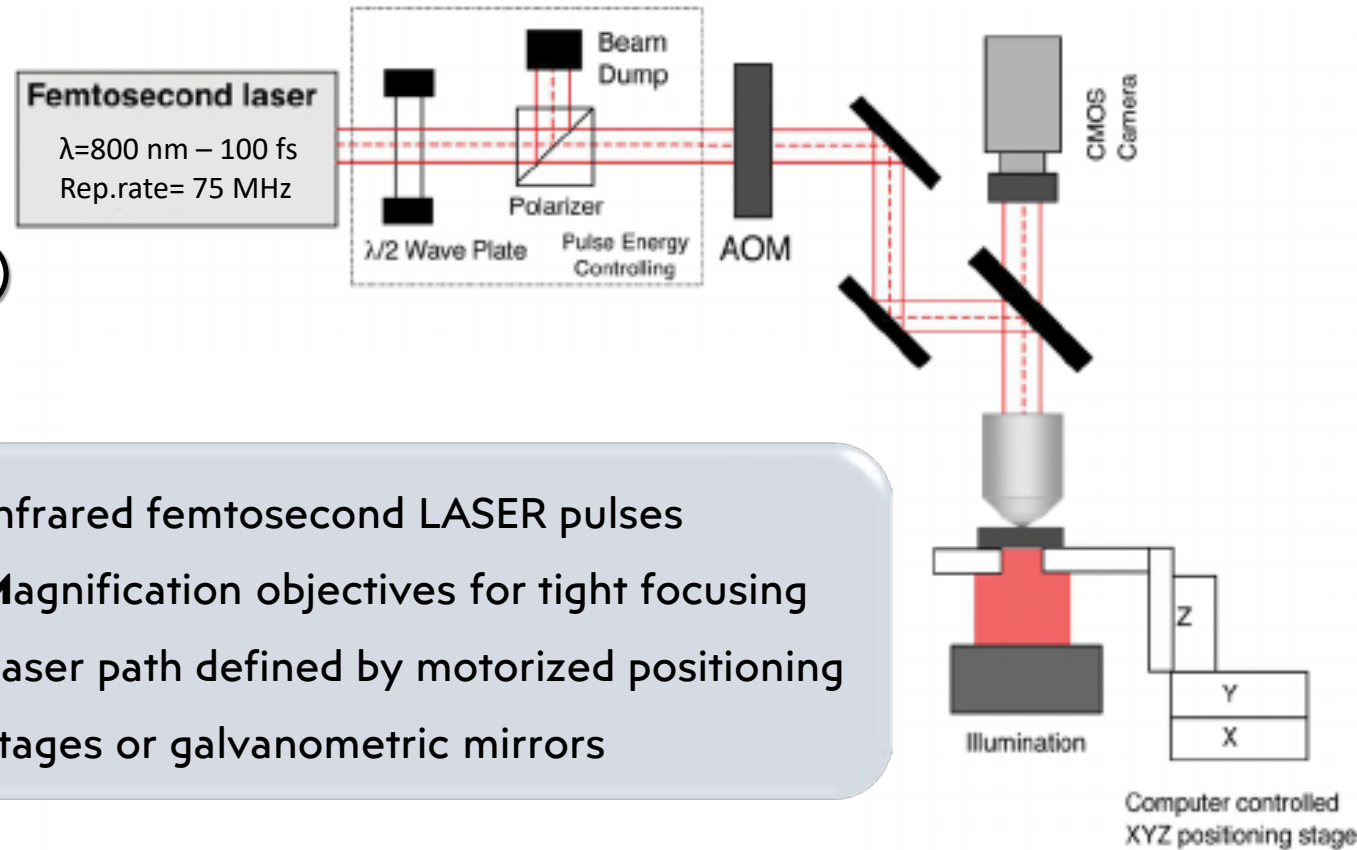 Femtosecond laser
λ=800 nm – 100 fs
Rep.rate= 75 MHz
Beam
Dump
Polarizer
λ/2 Wave Plate
Pulse Energy
Controlling
AOM
CMOS
Camera
)
nfrared femtosecond LASER pulses
Magnification objectives for tight focusing
aser path defined by motorized positioning
tages or galvanometric mirrors
Z
Y
X
Illumination
Computer controlled
XYZ positioning stage